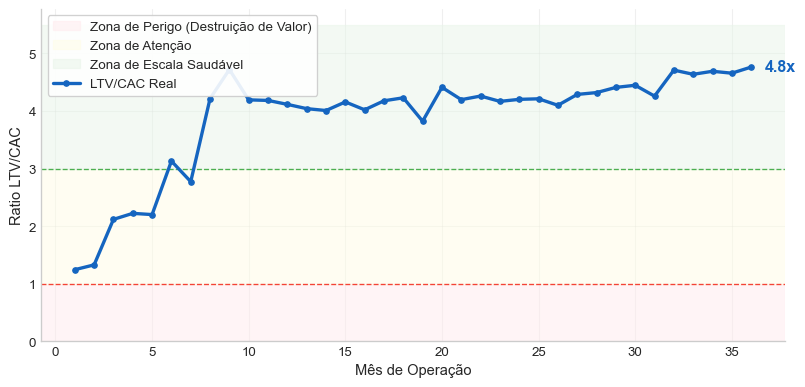 Zona de Perigo (Destruição de Valor)
Zona de Atenção
Zona de Escala Saudável
LTV/CAC Real
4.8x
Ratio LTV/CAC
5
4
3
2
1
0
0 5 10 15 20 25 30 35
Mês de Operação